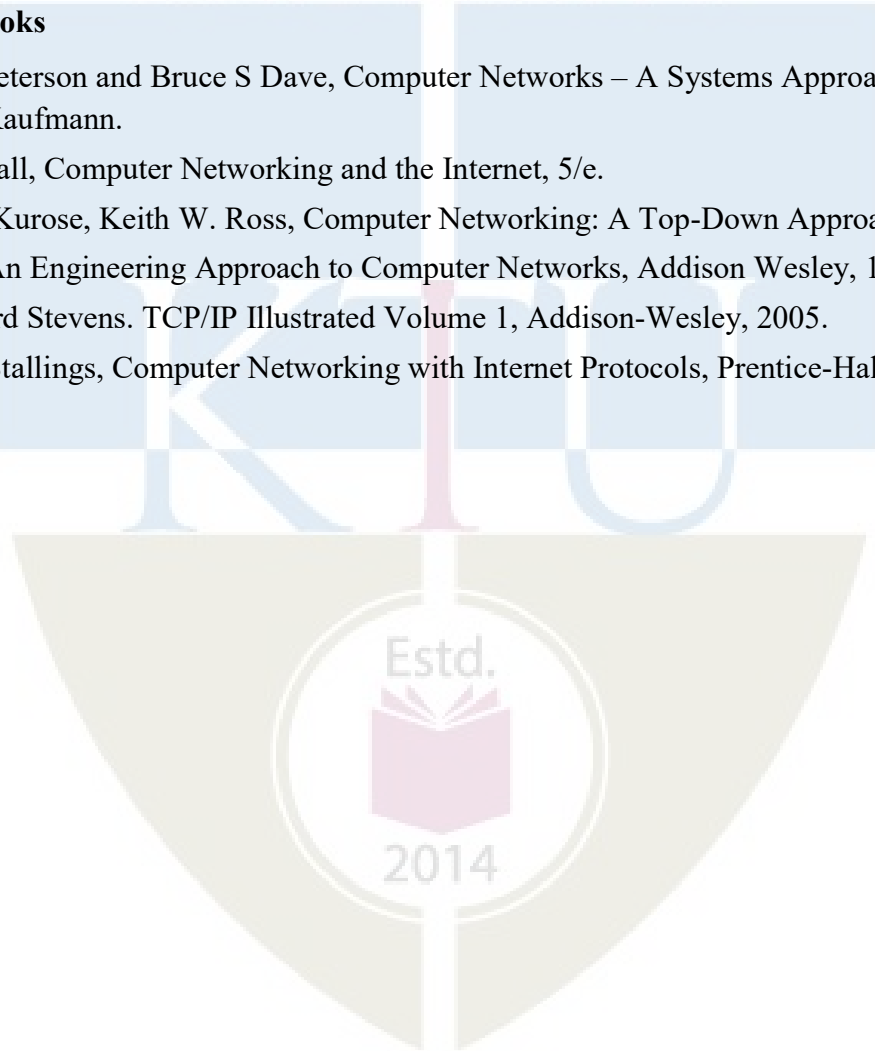 oks
eterson and Bruce S Dave, Computer Networks – A Systems Approa
Kaufmann.
all, Computer Networking and the Internet, 5/e.
Kurose, Keith W. Ross, Computer Networking: A Top-Down Approa
An Engineering Approach to Computer Networks, Addison Wesley, 1
rd Stevens. TCP/IP Illustrated Volume 1, Addison-Wesley, 2005.
tallings, Computer Networking with Internet Protocols, Prentice-Hal
KTU
Estd.
2014